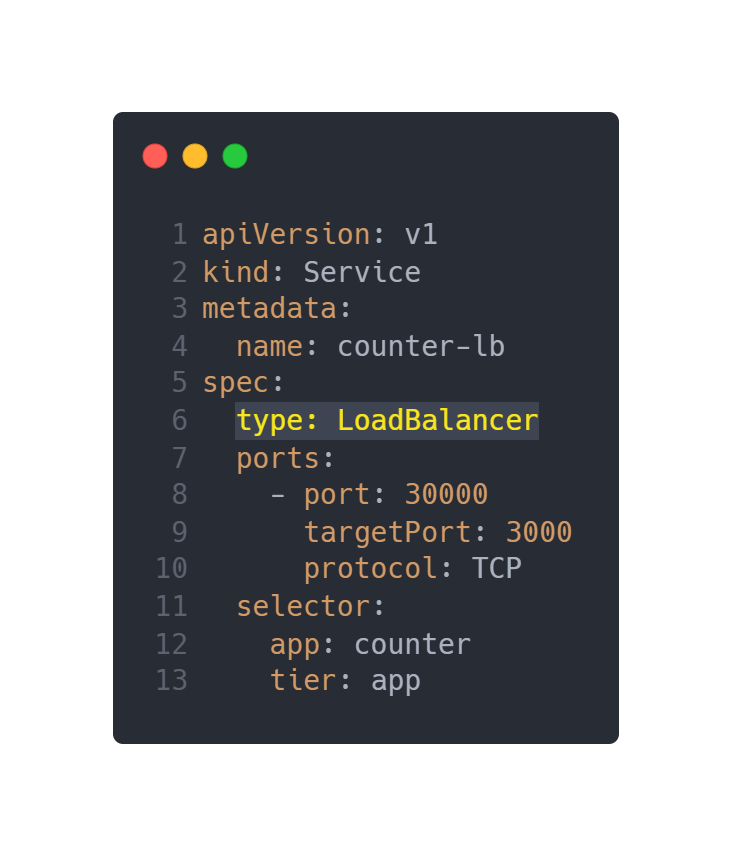 1 apiVersion: v1
2 kind: Service
3 metadata:
4   name: counter-lb
5 spec:
6   type: LoadBalancer
7   ports:
8     - port: 30000
9       targetPort: 3000
10       protocol: TCP
11   selector:
12     app: counter
13     tier: app